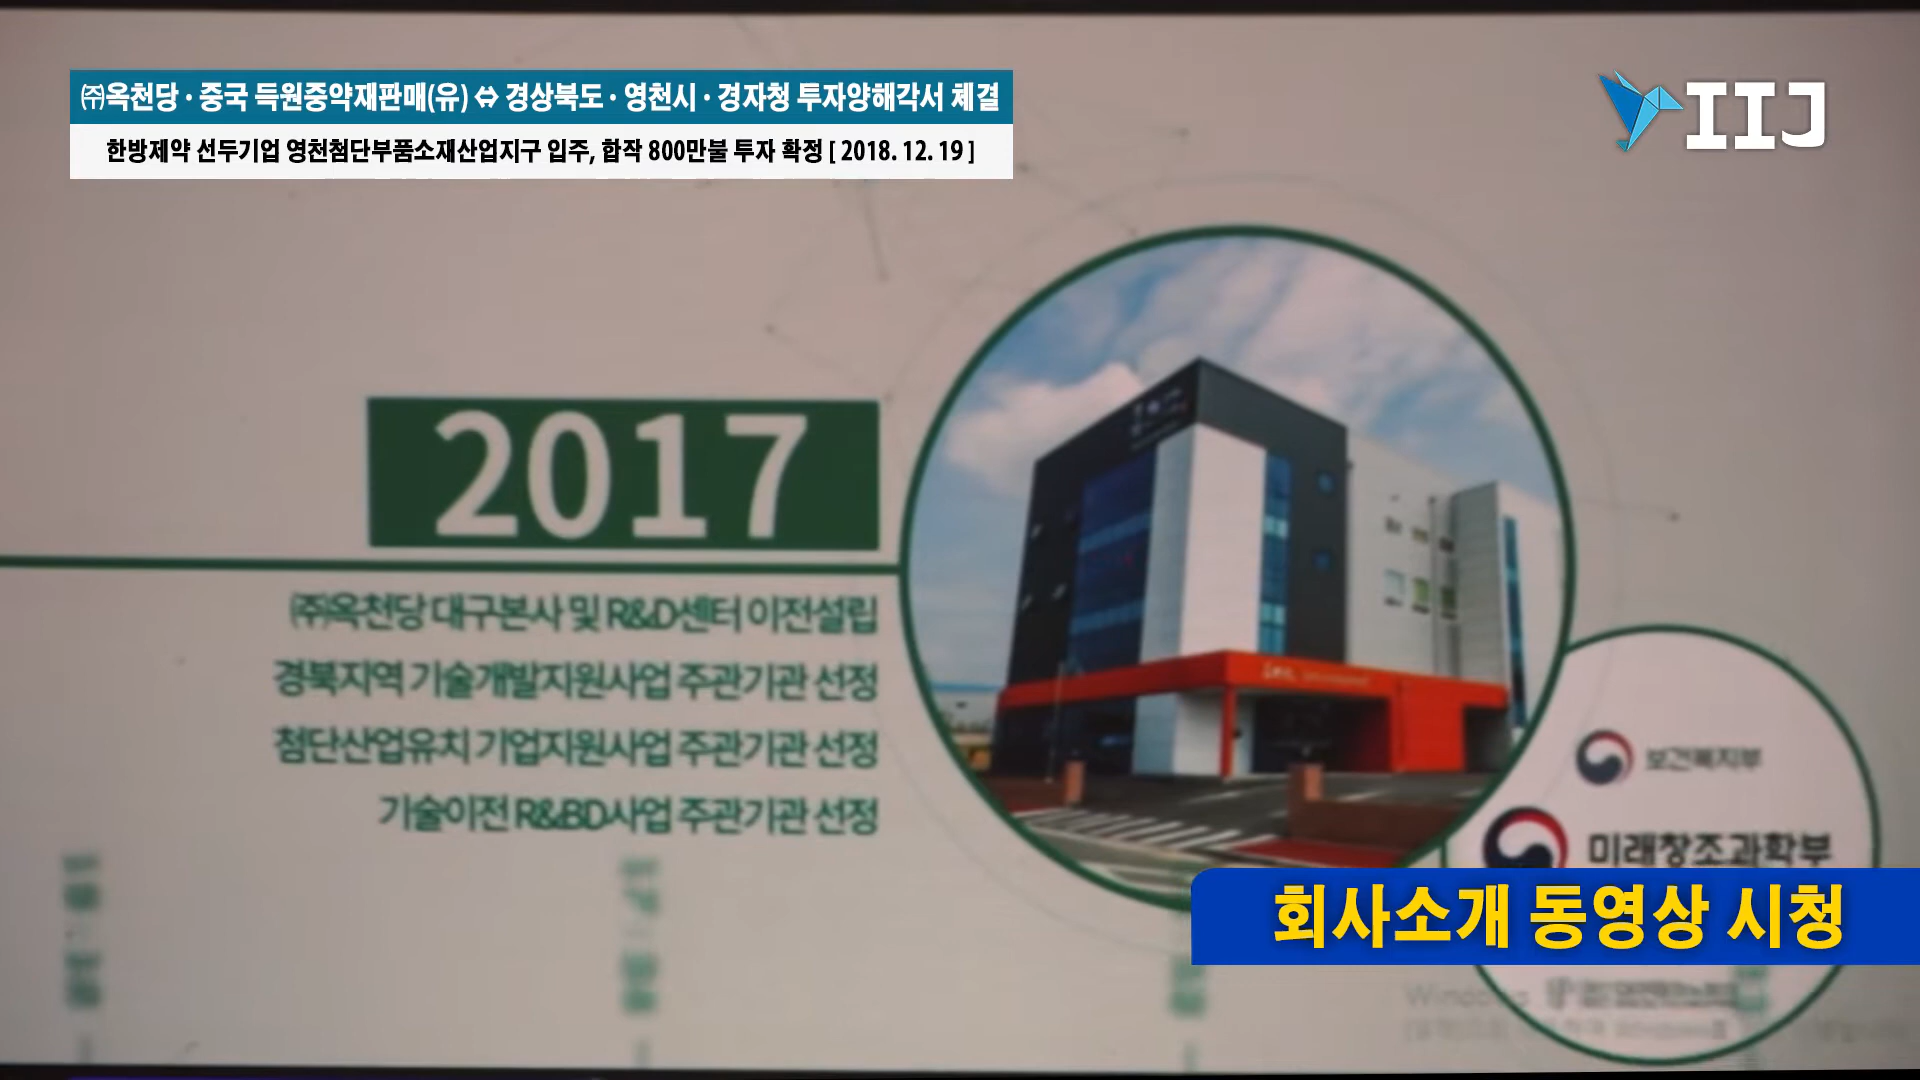 ㈜옥천당 · 중국 득원중약재판매(유) ⇔ 경상북도 · 영천시 · 경자청 투자양해각서 체결
한방제약 선두기업 영천첨단부품소재산업지구 입주, 합작 800만불 투자 확정 [ 2018. 12. 19 ]
IIJ
2017
㈜옥천당 대구본사 및 R&D센터 이전설립
경북지역 기술개발지원사업 주관기관 선정
첨단산업유치 기업지원사업 주관기관 선정
기술이전 R&BD사업 주관기관 선정
보건복지부
미래창조과학부
회사소개 동영상 시청
Windows